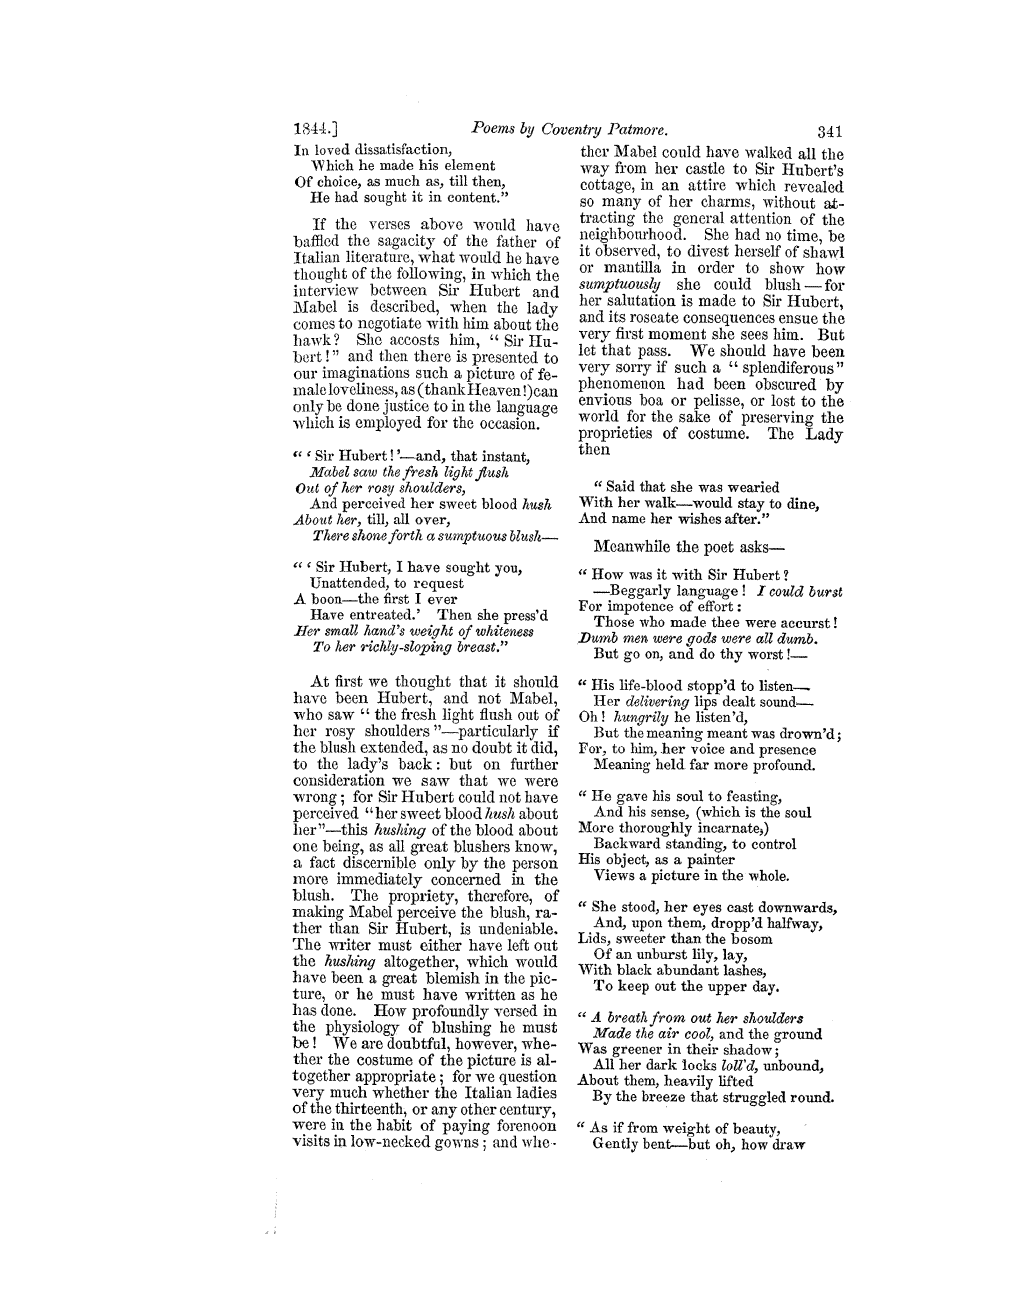 1844.] Poems by Coventry Patmore. 341
In loved dissatisfaction,
Which he made his element
Of choice, as much as, till then,
He had sought it in content.”
If the verses above would have
baffled the sagacity of the father of
Italian literature, what would he have
thought of the following, in which the
interview between Sir Hubert and
Mabel is described, when the lady
comes to negotiate with him about the
hawk? She accosts him, “ Sir Hu-
bert !” and then there is presented to
our imaginations such a picture of fe-
male loveliness, as (thank Heaven!) can
only be done justice to in the language
which is employed for the occasion.
“ ‘ Sir Hubert! ’—and, that instant,
Mabel saw the fresh light flush
Out of her rosy shoulders,
And perceived her sweet blood hush
About her, till, all over,
There shone forth a sumptuous blush—
“ ‘ Sir Hubert, I have sought you,
Unattended, to request
A boon—the first I ever
Have entreated.’ Then she press’d
Her small hand’s weight of whiteness
To her richly-sloping breast.”
At first we thought that it should
have been Hubert, and not Mabel,
who saw “ the fresh light flush out of
her rosy shoulders ”—particularly if
the blush extended, as no doubt it did,
to the lady’s back : but on further
consideration we saw that we were
wrong ; for Sir Hubert could not have
perceived “her sweet blood hush about
her”—this hushing of the blood about
one being, as all great blushers know,
a fact discernible only by the person
more immediately concerned in the
blush. The propriety, therefore, of
making Mabel perceive the blush, ra-
ther than Sir Hubert, is undeniable.
The writer must either have left out
the hushing altogether, which would
have been a great blemish in the pic-
ture, or he must have written as he
has done. How profoundly versed in
the physiology of blushing he must
be ! We are doubtful, however, whe-
ther the costume of the picture is al-
together appropriate ; for we question
very much whether the Italian ladies
of the thirteenth, or any other century,
were in the habit of paying forenoon
visits in low-necked gowns ; and whe-
ther Mabel could have walked all the
way from her castle to Sir Hubert’s
cottage, in an attire which revealed
so many of her charms, without at-
tracting the general attention of the
neighbourhood. She had no time, be
it observed, to divest herself of shawl
or mantilla in order to show how
sumptuously she could blush—for
her salutation is made to Sir Hubert,
and its roseate consequences ensue the
very first moment she sees him. But
let that pass. We should have been
very sorry if such a “ splendiferous”
phenomenon had been obscured by
envious boa or pelisse, or lost to the
world for the sake of preserving the
proprieties of costume. The Lady
then
“ Said that she was wearied
With her walk—would stay to dine,
And name her wishes after.”
Meanwhile the poet asks—
“ How was it with Sir Hubert ?
—Beggarly language ! I could burst
For impotence of effort :
Those who made thee were accurst !
Dumb men were gods were all dumb.
But go on, and do thy worst !—
“ His life-blood stopp’d to listen—
Her delivering lips dealt sound—
Oh ! hungrily he listen’d,
But the meaning meant was drown’d ;
For, to him, her voice and presence
Meaning held far more profound.
“ He gave his soul to feasting,
And his sense, (which is the soul
More thoroughly incarnate,)
Backward standing, to control
His object, as a painter
Views a picture in the whole.
“ She stood, her eyes cast downwards,
And, upon them, dropp’d halfway,
Lids, sweeter than the bosom
Of an unburst lily, lay,
With black abundant lashes,
To keep out the upper day.
“ A breath from out her shoulders
Made the air cool, and the ground
Was greener in their shadow ;
All her dark locks loll’d, unbound,
About them, heavily lifted
By the breeze that struggled round.
“ As if from weight of beauty,
Gently bent—but oh, how draw